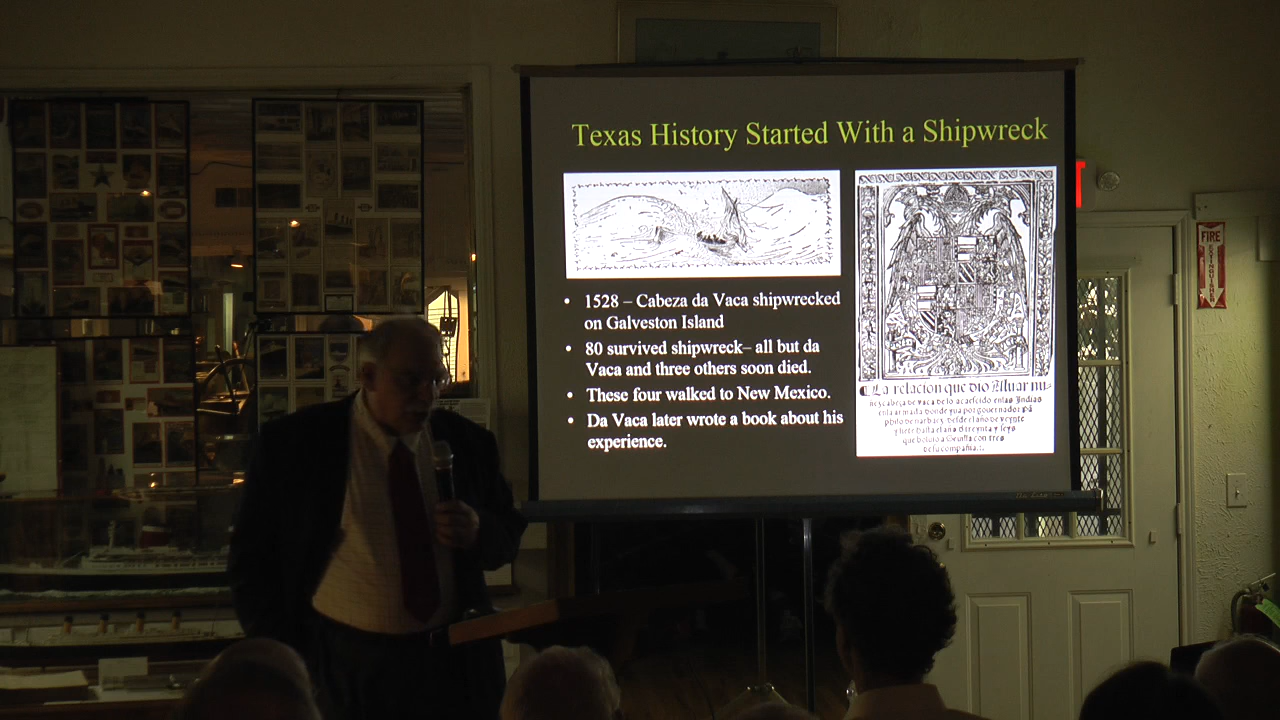 Texas History Started With a Shipwreck
• 1528 – Cabeza da Vaca shipwrecked
on Galveston Island
• 80 survived shipwreck– all but da
Vaca and three others soon died.
• These four walked to New Mexico.
• Da Vaca later wrote a book about his
experience.
La relacion que dio Aluar nu-
FIRE
EXTINGUISHER